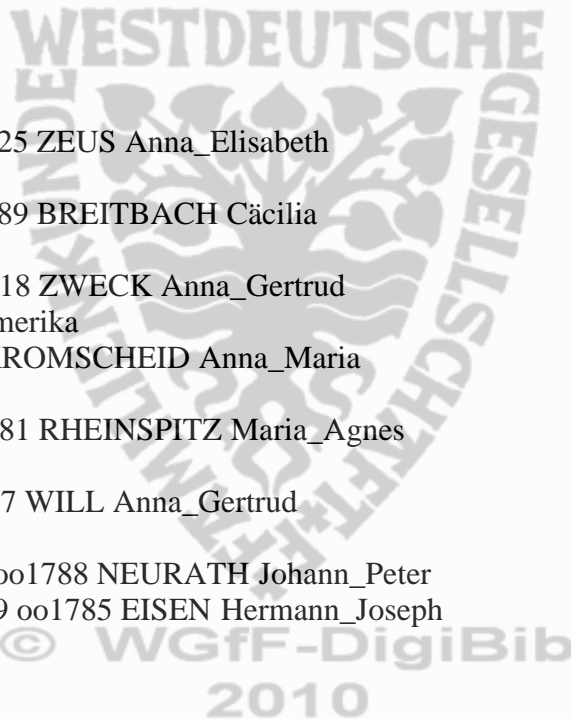 WESTDEUTSCHE
GESELLSCHAFT
25 ZEUS Anna_Elisabeth
89 BREITBACH Cäcilia
18 ZWECK Anna_Gertrud
merika
ROMSCHEID Anna_Maria
81 RHEINSPITZ Maria_Agnes
7 WILL Anna_Gertrud
oo1788 NEURATH Johann_Peter
9 oo1785 EISEN Hermann_Joseph
© WGfF-DigiBib
2010